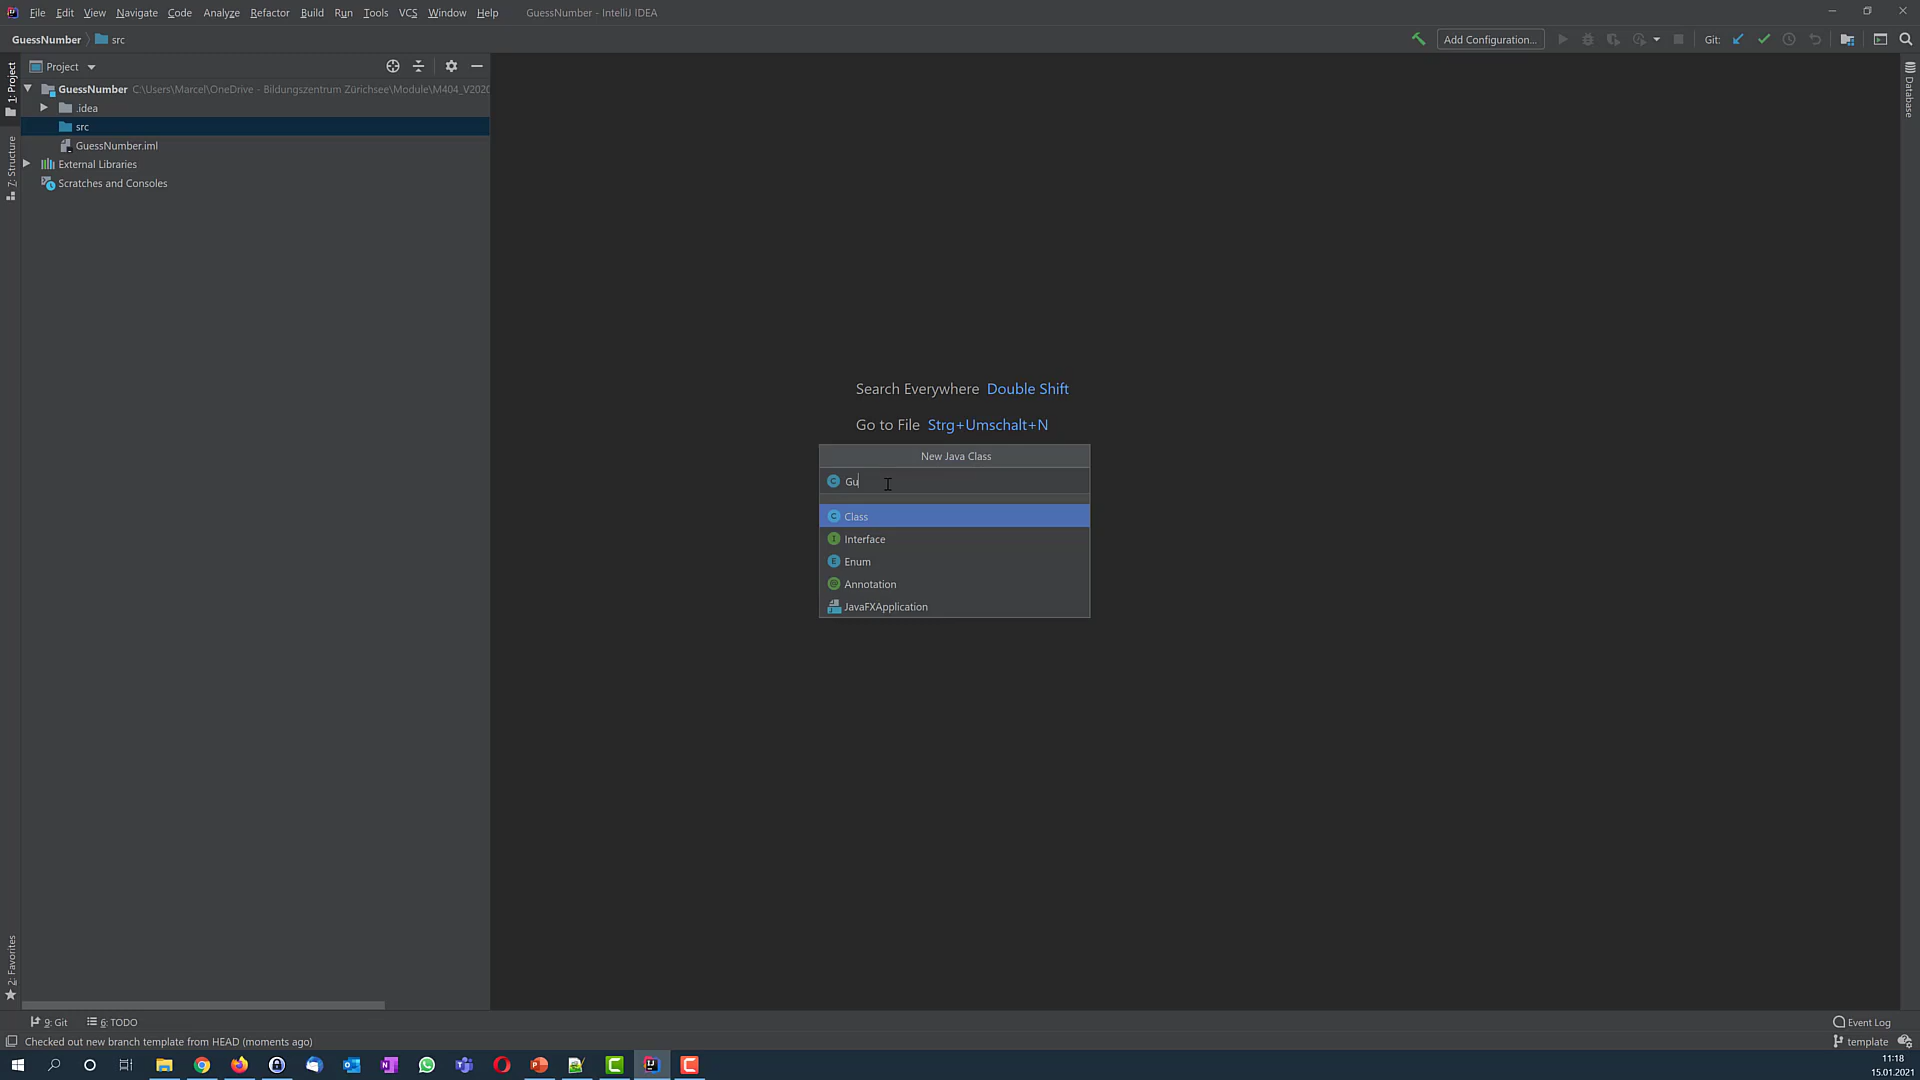 File Edit View Navigate Code Analyze Refactor Build Run Tools VCS Window Help GuessNumber - IntelliJ IDEA
GuessNumber src Add Configuration... Git:
Project
GuessNumber C:\Users\Marcel\OneDrive - Bildungszentrum Zürichsee\Module\M404_V2020
.idea
src
GuessNumber.iml
External Libraries
Scratches and Consoles
1: Project
7: Structure
2: Favorites
Database
Search Everywhere Double Shift
Go to File Strg+Umschalt+N
New Java Class
Gu
Class
Interface
Enum
Annotation
JavaFXApplication
9: Git 6: TODO Event Log
Checked out new branch template from HEAD (moments ago) template
11:18
15.01.2021